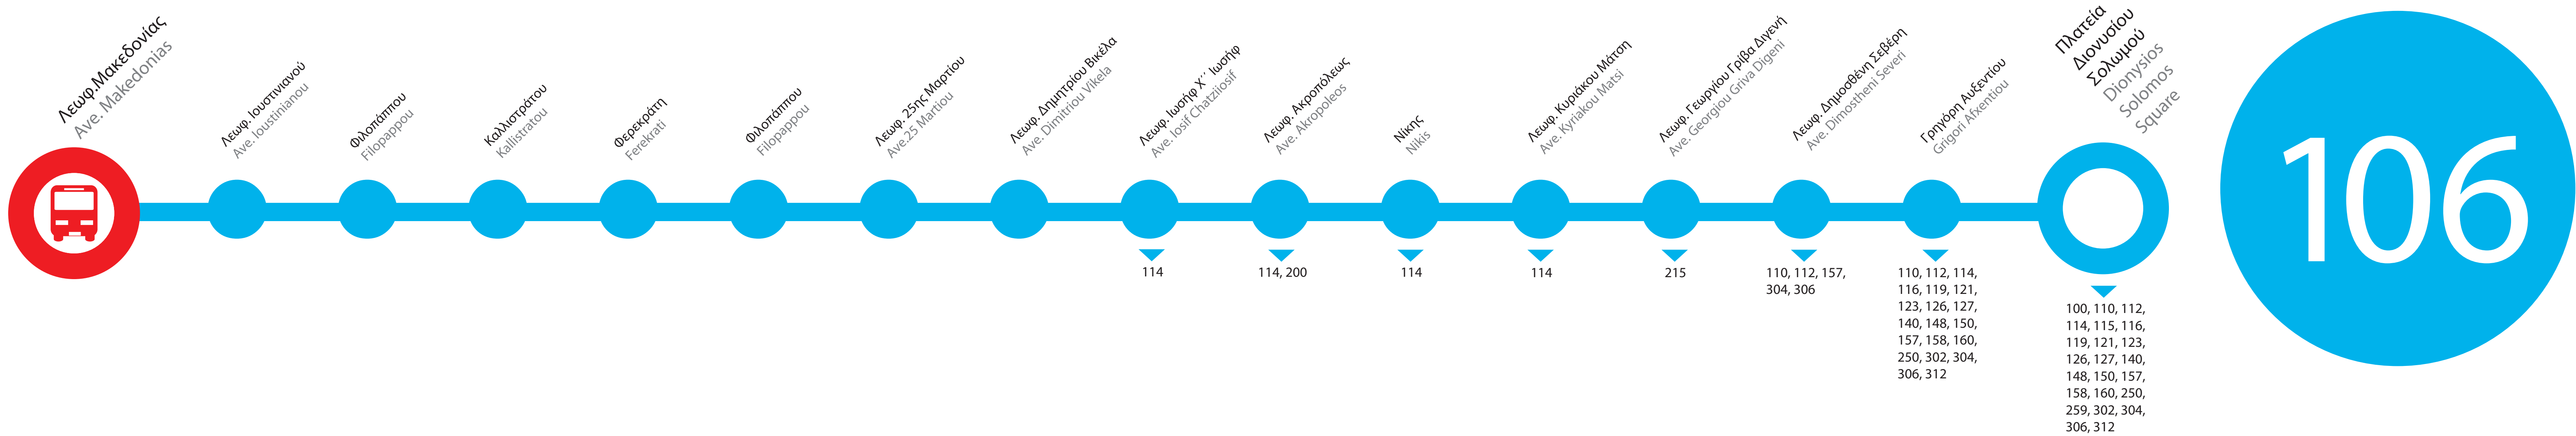 Λεωφ.Μακεδονίας
Ave. Makedonias
Λεωφ. Ιουστινιανού
Ave. Ioustinianou
Φιλοπάππου
Filopappou
Καλλιστράτου
Kallistratou
Φερεκράτη
Ferekrati
Φιλοπάππου
Filopappou
Λεωφ. 25ης Μαρτίου
Ave.25 Martiou
Λεωφ. Δημητρίου Βικέλα
Ave. Dimitriou Vikela
Λεωφ. Ιωσήφ Χ΄΄ Ιωσήφ
Ave. Iosif Chatziiosif
114
Λεωφ. Ακροπόλεως
Ave. Akropoleos
114, 200
Νίκης
Nikis
114
Λεωφ. Κυριάκου Μάτση
Ave. Kyriakou Matsi
114
Λεωφ. Γεωργίου Γρίβα Διγενή
Ave. Georgiou Griva Digeni
215
Λεωφ. Δημοσθένη Σεβέρη
Ave. Dimostheni Severi
110, 112, 157,
304, 306
Γρηγόρη Αυξεντίου
Grigori Afxentiou
110, 112, 114,
116, 119, 121,
123, 126, 127,
140, 148, 150,
157, 158, 160,
250, 302, 304,
306, 312
Πλατεία
Διονυσίου
Σολωμού
Dionysios
Solomos
Square
100, 110, 112,
114, 115, 116,
119, 121, 123,
126, 127, 140,
148, 150, 157,
158, 160, 250,
259, 302, 304,
306, 312
106